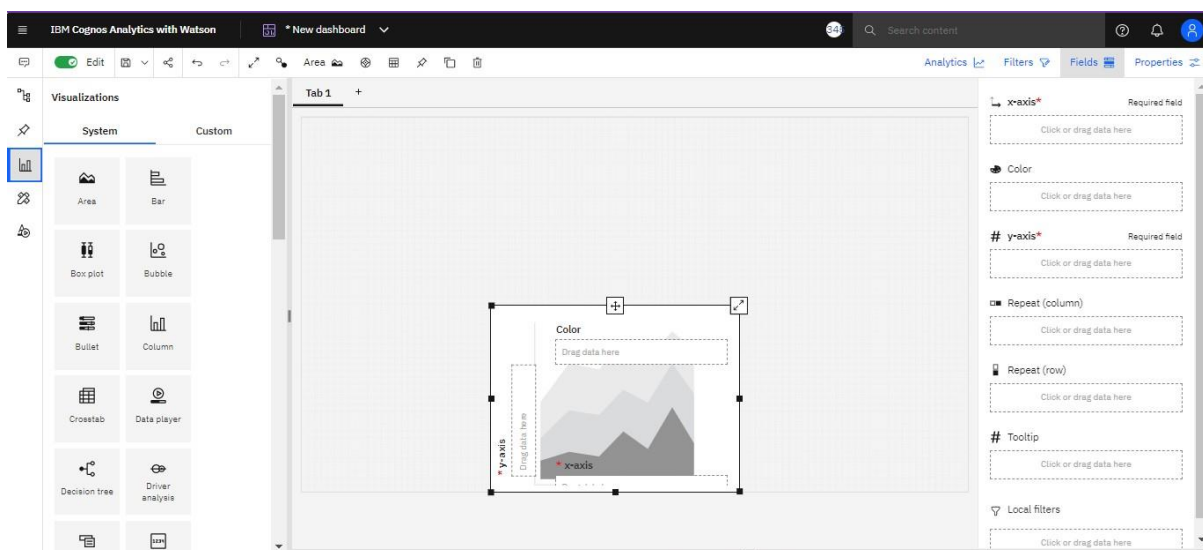 IBM Cognos Analytics with Watson
* New dashboard
Search content
Edit
Area
Analytics
Filters
Fields
Properties
Visualizations
System
Custom
Area
Bar
Box plot
Bubble
Bullet
Column
Crosstab
Data player
Decision tree
Driver
analysis
Tab 1 +
Color
Drag data here
* y-axis
Drag data here
* x-axis
x-axis* Required field
Click or drag data here
Color
Click or drag data here
# y-axis* Required field
Click or drag data here
Repeat (column)
Click or drag data here
Repeat (row)
Click or drag data here
# Tooltip
Click or drag data here
Local filters
Click or drag data here